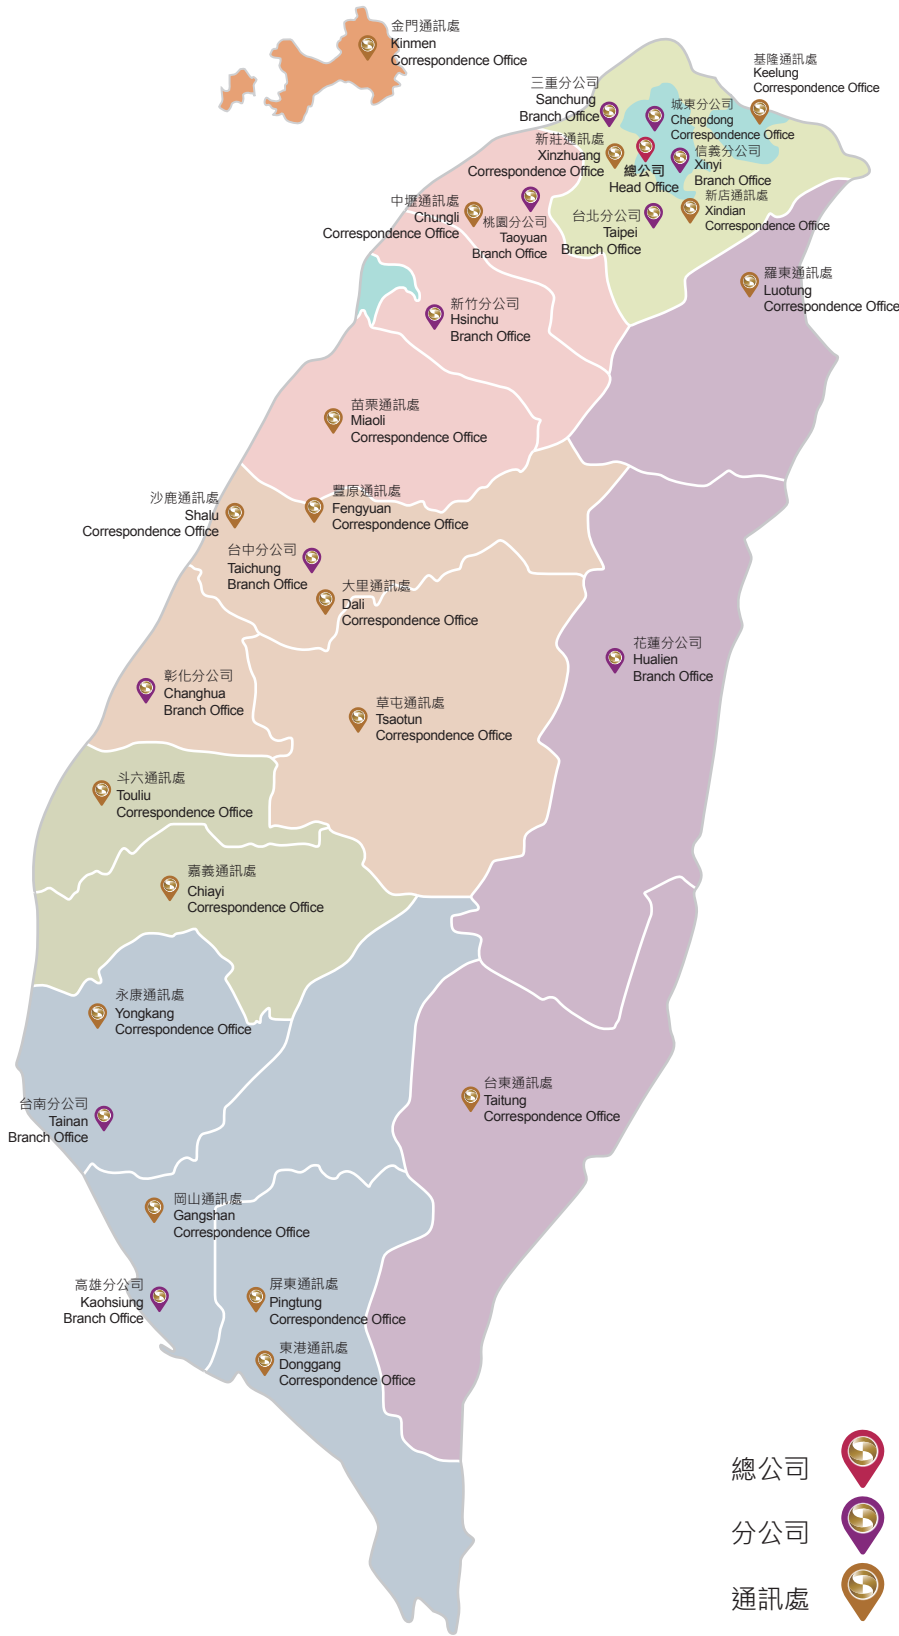 金門通訊處
Kinmen
Correspondence Office
基隆通訊處
Keelung
Correspondence Office
三重分公司
Sanchung
Branch Office
城東分公司
Chengdong
Correspondence Office
新莊通訊處
Xinzhuang
Correspondence Office
總公司
Head Office
信義分公司
Xinyi
Branch Office
中壢通訊處
Chungli
Correspondence Office
桃園分公司
Taoyuan
Branch Office
台北分公司
Taipei
Branch Office
新店通訊處
Xindian
Correspondence Office
羅東通訊處
Luotung
Correspondence Office
新竹分公司
Hsinchu
Branch Office
苗栗通訊處
Miaoli
Correspondence Office
沙鹿通訊處
Shalu
Correspondence Office
豐原通訊處
Fengyuan
Correspondence Office
台中分公司
Taichung
Branch Office
大里通訊處
Dali
Correspondence Office
花蓮分公司
Hualien
Branch Office
彰化分公司
Changhua
Branch Office
草屯通訊處
Tsaotun
Correspondence Office
斗六通訊處
Touliu
Correspondence Office
嘉義通訊處
Chiayi
Correspondence Office
永康通訊處
Yongkang
Correspondence Office
台東通訊處
Taitung
Correspondence Office
台南分公司
Tainan
Branch Office
岡山通訊處
Gangshan
Correspondence Office
高雄分公司
Kaohsiung
Branch Office
屏東通訊處
Pingtung
Correspondence Office
東港通訊處
Donggang
Correspondence Office
總公司
分公司
通訊處